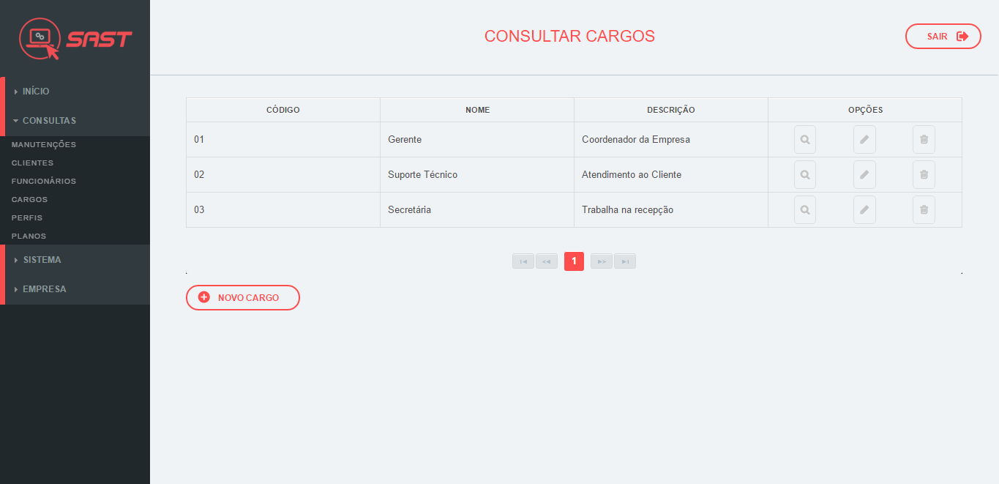 SAST
CONSULTAR CARGOS
SAIR
INÍCIO
CONSULTAS
MANUTENÇÕES
CLIENTES
FUNCIONÁRIOS
CARGOS
PERFIS
PLANOS
SISTEMA
EMPRESA
CÓDIGO NOME DESCRIÇÃO OPÇÕES
01 Gerente Coordenador da Empresa
02 Suporte Técnico Atendimento ao Cliente
03 Secretária Trabalha na recepção
1
. .
NOVO CARGO